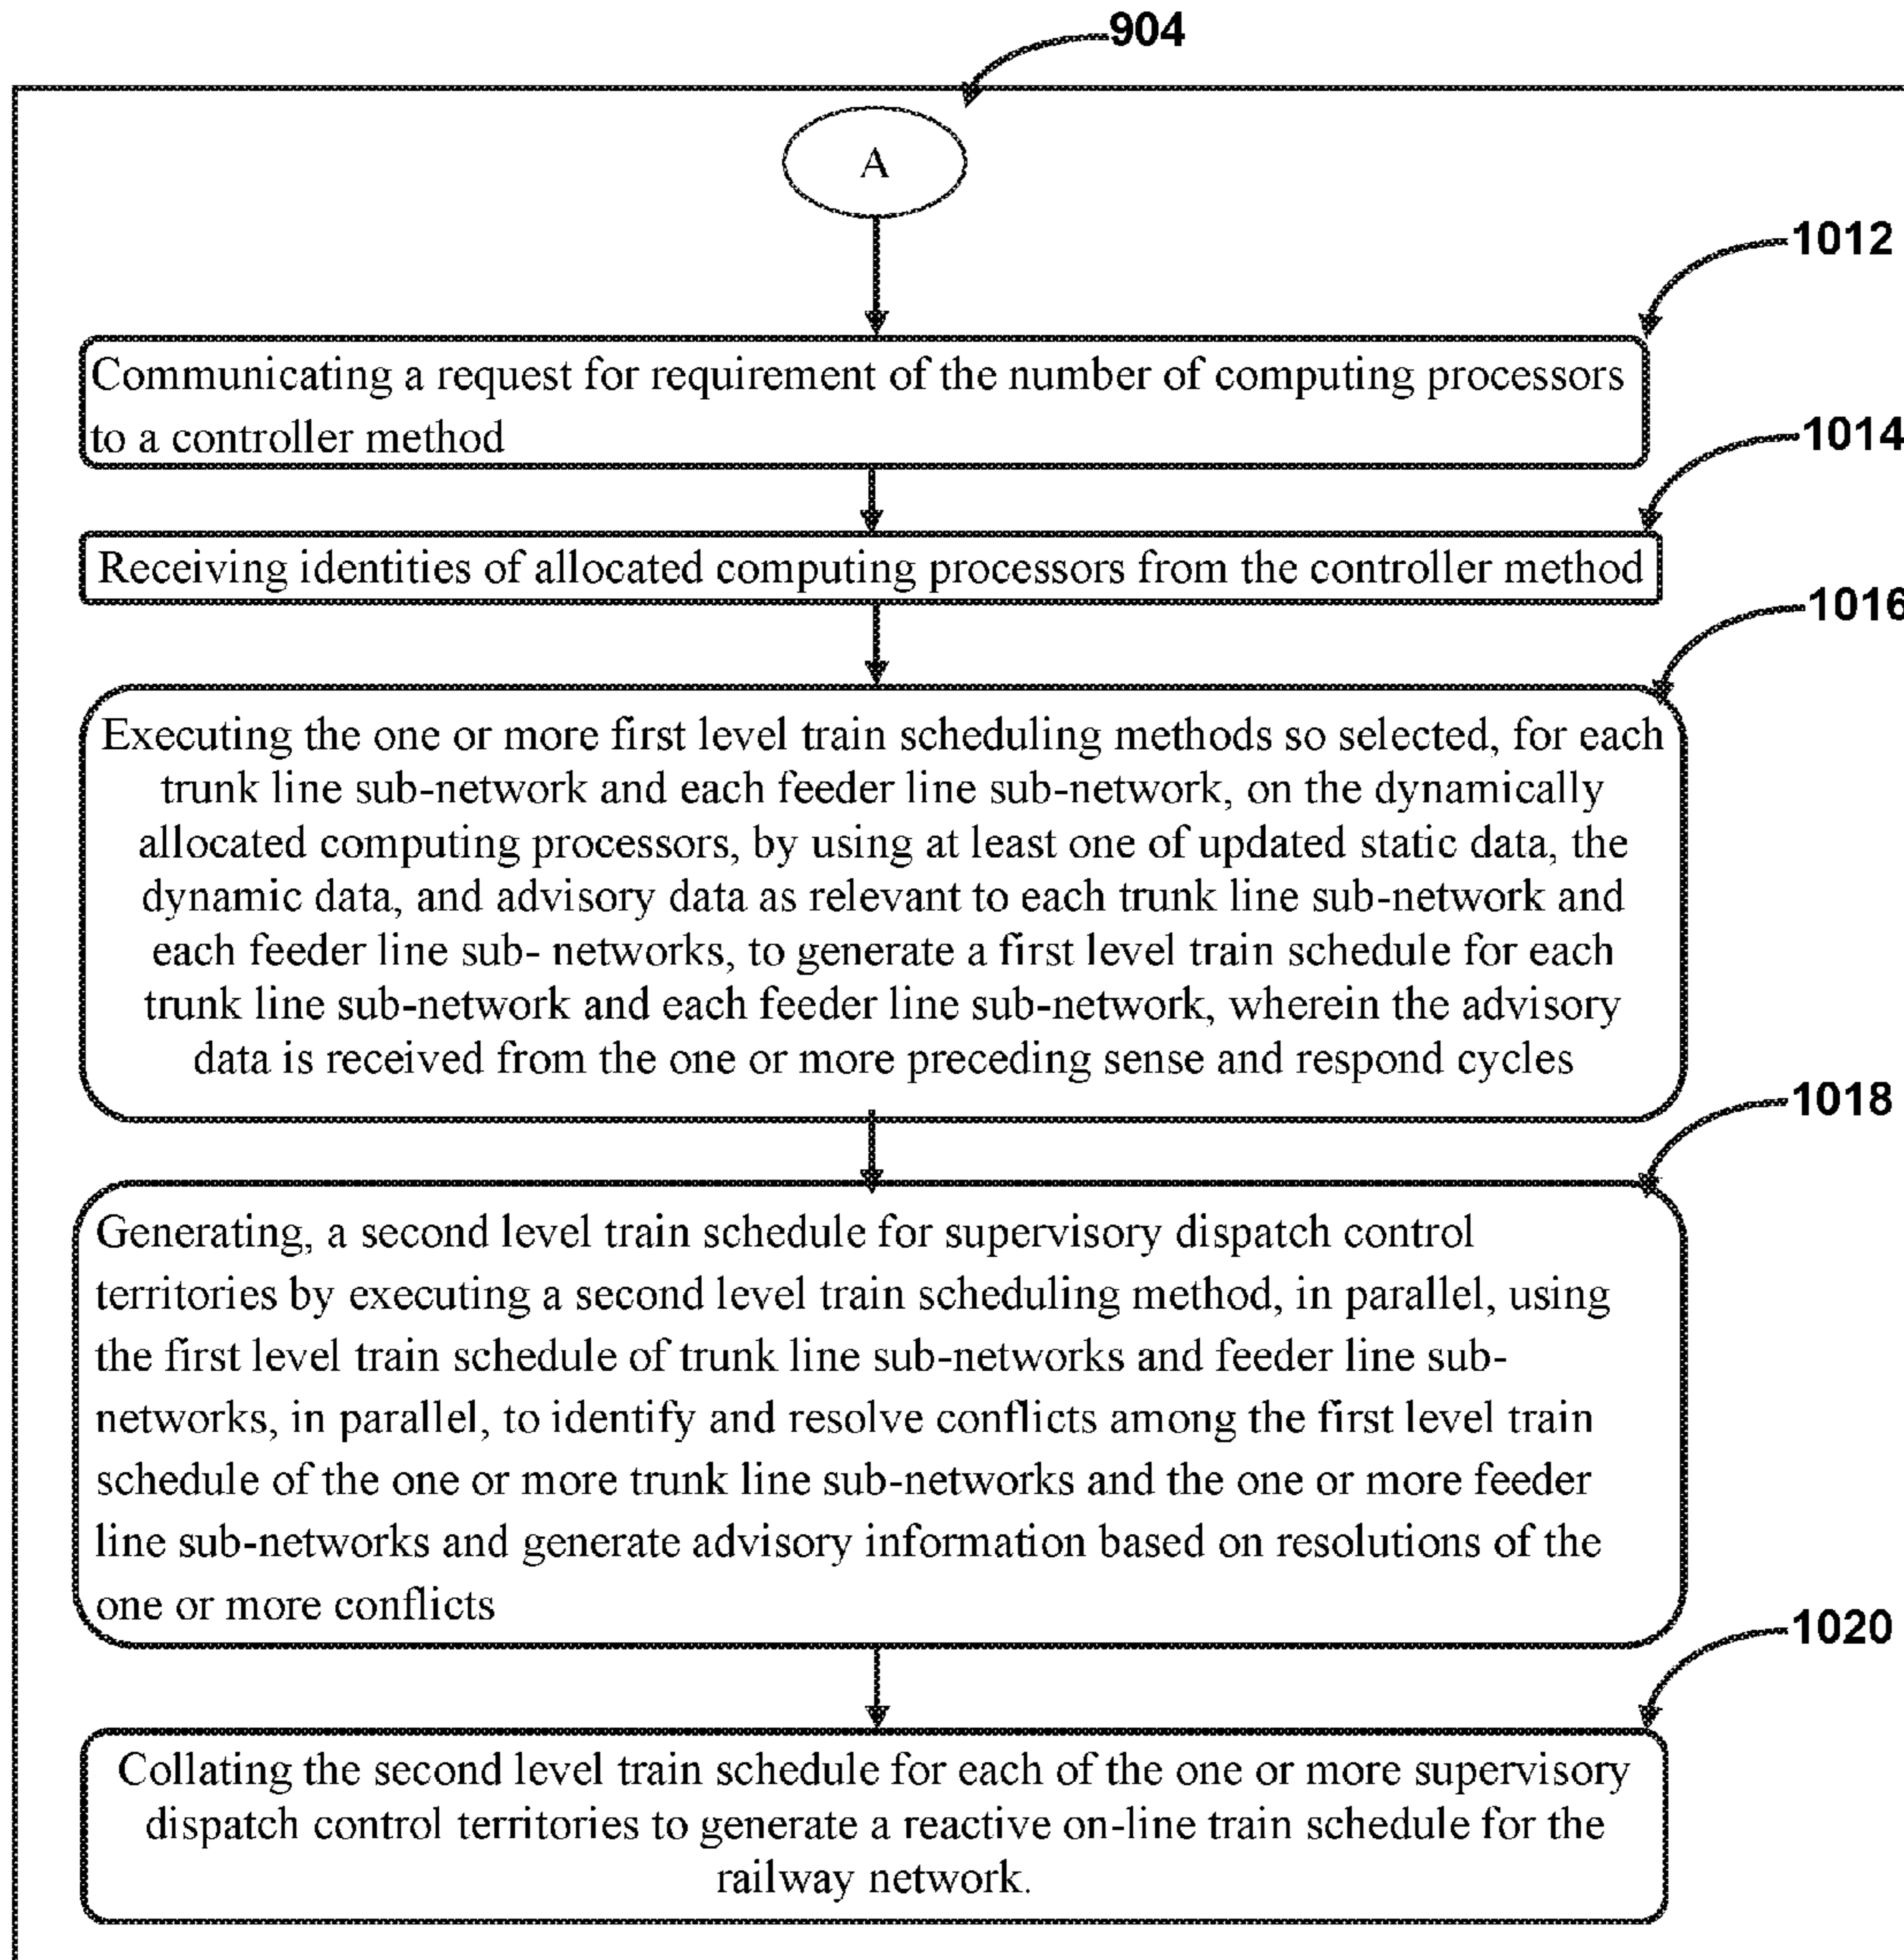 904
A
1012
Communicating a request for requirement of the number of computing processors
to a controller method
1014
Receiving identities of allocated computing processors from the controller method
1016
Executing the one or more first level train scheduling methods so selected, for each
trunk line sub-network and each feeder line sub-network, on the dynamically
allocated computing processors, by using at least one of updated static data, the
dynamic data, and advisory data as relevant to each trunk line sub-network and
each feeder line sub- networks, to generate a first level train schedule for each
trunk line sub-network and each feeder line sub-network, wherein the advisory
data is received from the one or more preceding sense and respond cycles
1018
Generating, a second level train schedule for supervisory dispatch control
territories by executing a second level train scheduling method, in parallel, using
the first level train schedule of trunk line sub-networks and feeder line sub-
networks, in parallel, to identify and resolve conflicts among the first level train
schedule of the one or more trunk line sub-networks and the one or more feeder
line sub-networks and generate advisory information based on resolutions of the
one or more conflicts
1020
Collating the second level train schedule for each of the one or more supervisory
dispatch control territories to generate a reactive on-line train schedule for the
railway network.